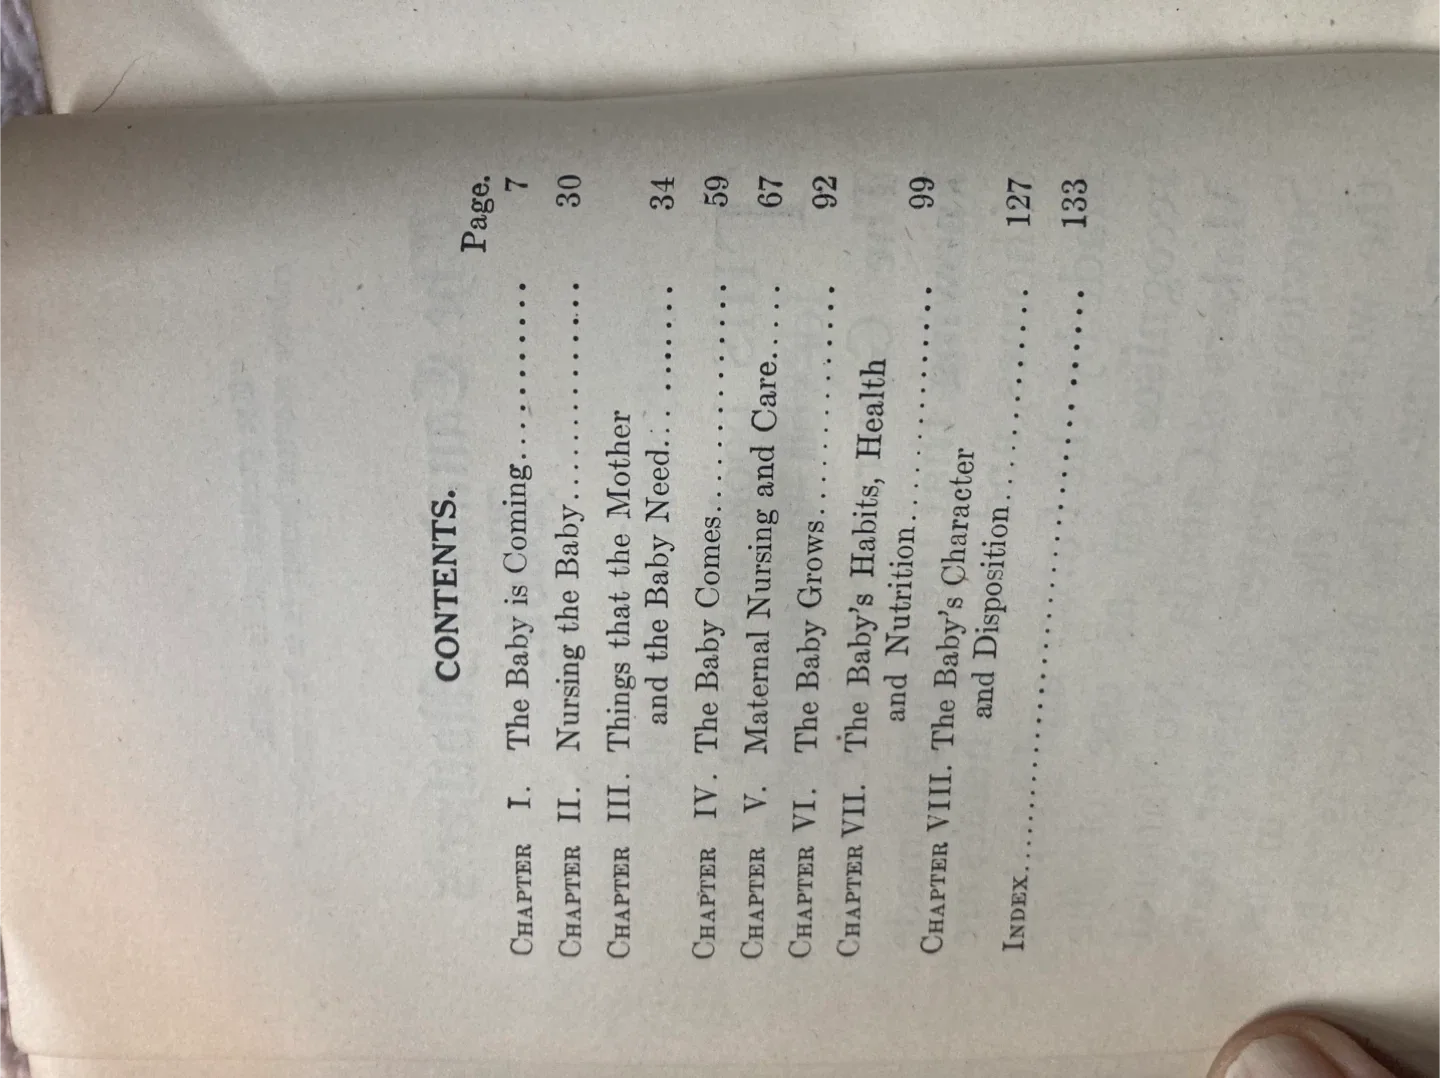 CONTENTS.
Page.
CHAPTER I. The Baby is Coming.......... 7
CHAPTER II. Nursing the Baby............. 30
CHAPTER III. Things that the Mother
and the Baby Need......... 34
CHAPTER IV. The Baby Comes.............. 59
CHAPTER V. Maternal Nursing and Care..... 67
CHAPTER VI. The Baby Grows.............. 92
CHAPTER VII. The Baby's Habits, Health
and Nutrition.............. 99
CHAPTER VIII. The Baby's Character
and Disposition............. 127
INDEX........................................ 133